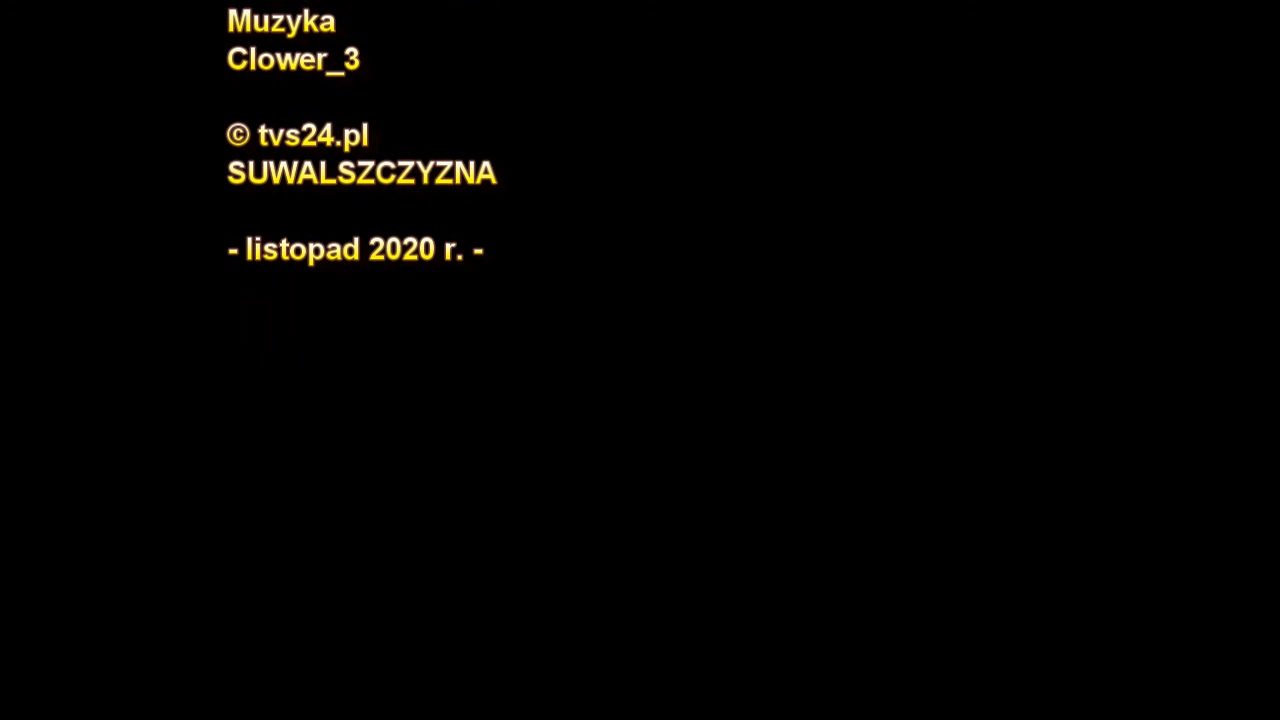 Muzyka
Clower_3
© tvs24.pl
SUWALSZCZYZNA
- listopad 2020 r. -